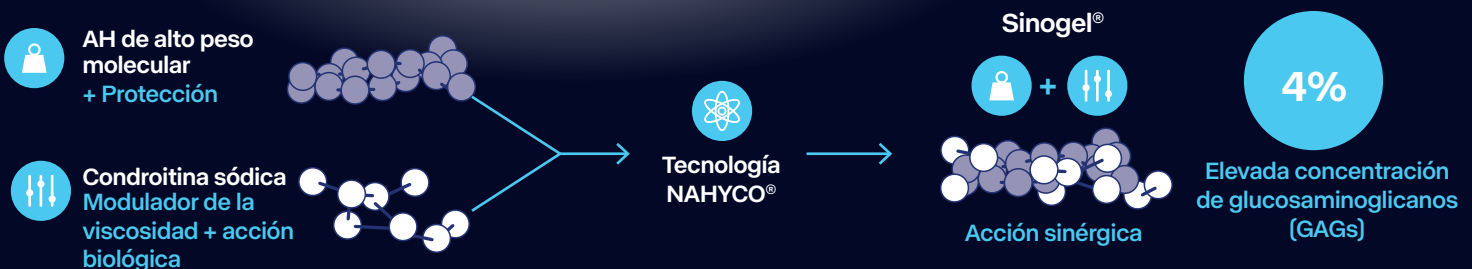 AH de alto peso
molecular
+ Protección
Condroitina sódica
Modulador de la
viscosidad + acción
biológica
Tecnología
NAHYCO®
Sinogel®
+
Acción sinérgica
4%
Elevada concentración
de glucosaminoglicanos
(GAGs)